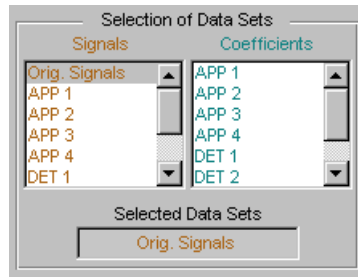 Selection of Data Sets
Signals
Coefficients
Orig. Signals
APP 1
APP 2
APP 3
APP 4
DET 1
APP 1
APP 2
APP 3
APP 4
DET 1
DET 2
Selected Data Sets
Orig. Signals